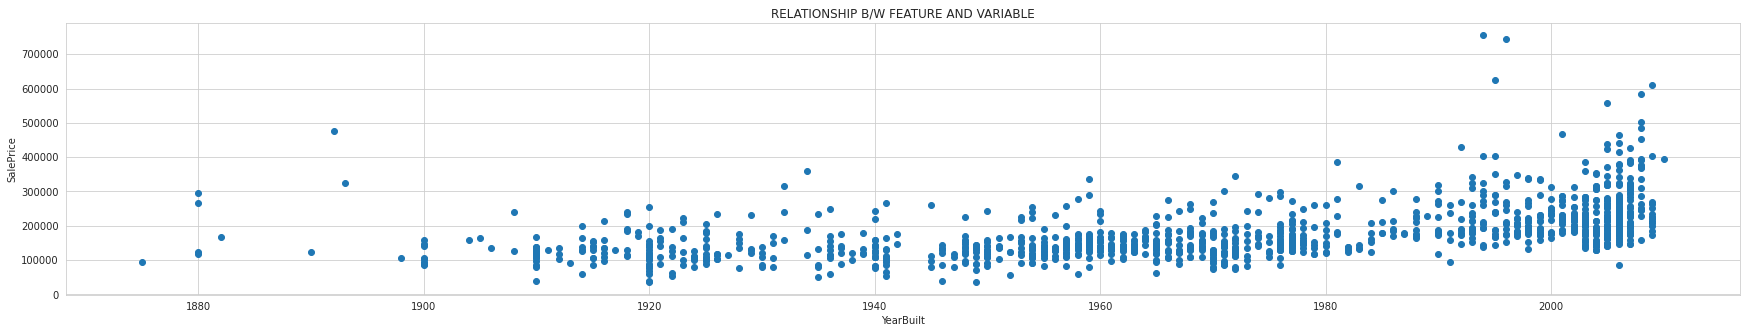 RELATIONSHIP B/W FEATURE AND VARIABLE
700000
600000
500000
400000
300000
200000
100000
0
SalePrice
1880 1900 1920 1940 1960 1980 2000
YearBuilt